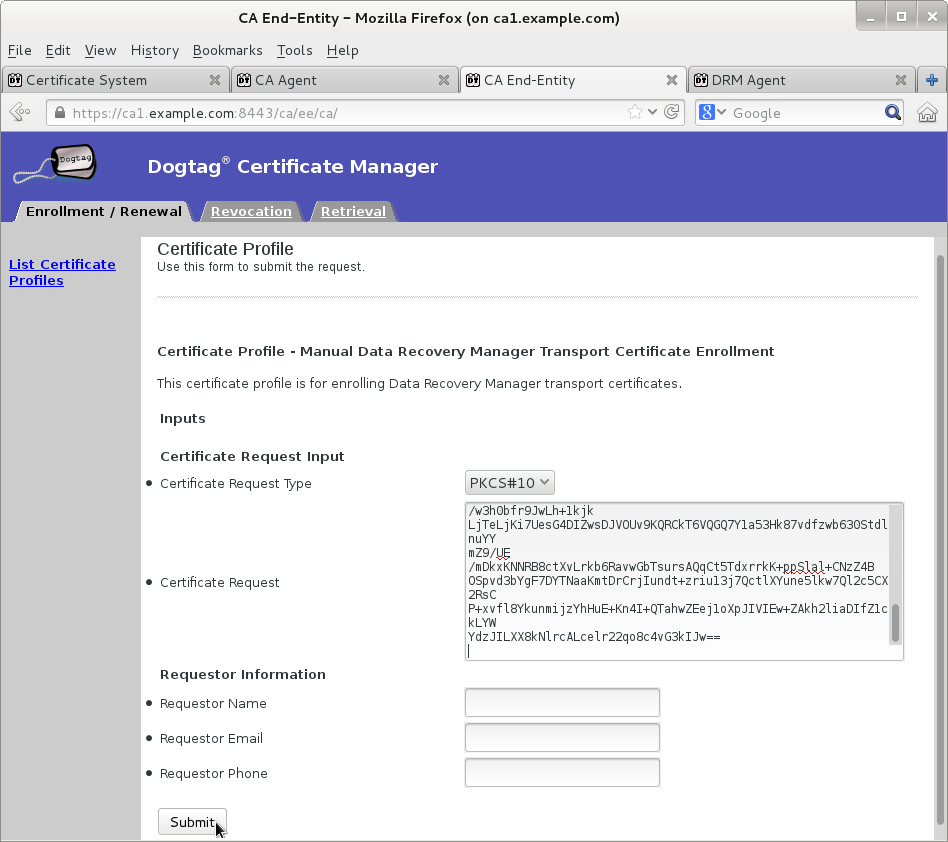 CA End-Entity - Mozilla Firefox (on ca1.example.com)
File Edit View History Bookmarks Tools Help
Certificate System
CA Agent
CA End-Entity
DRM Agent
https://ca1.example.com:8443/ca/ee/ca/
Google
Dogtag
Dogtag® Certificate Manager
Enrollment / Renewal
Revocation
Retrieval
List Certificate
Profiles
Certificate Profile
Use this form to submit the request.
Certificate Profile - Manual Data Recovery Manager Transport Certificate Enrollment
This certificate profile is for enrolling Data Recovery Manager transport certificates.
Inputs
Certificate Request Input
• Certificate Request Type
PKCS#10
• Certificate Request
/w3h0bfr9JwLh+1kjk
LjTeLjKi7UesG4DIZwsDJVOUv9KQRCkT6VQGQ7Y1a53Hk87vdfzwb63OStdl
nuYY
mZ9/UE
/mDkxKNNRB8ctXvLrkb6RavwGbTsursAQqCt5TdxrrkK+ppSlal+CNzZ4B
OSpvd3bYgF7DYTNaaKmtDrCrjIundt+zriu13j7QctlXYune5lkw7Ql2c5CX
2RsC
P+xvfl8YkunmijzYhHuE+Kn4I+QTahwZEej1oXpJIVIEw+ZAkh2liaDIfZ1c
kLYW
YdzJILXX8kNlrcALcelr22qo8c4vG3kIJw==
Requestor Information
• Requestor Name
• Requestor Email
• Requestor Phone
Submit